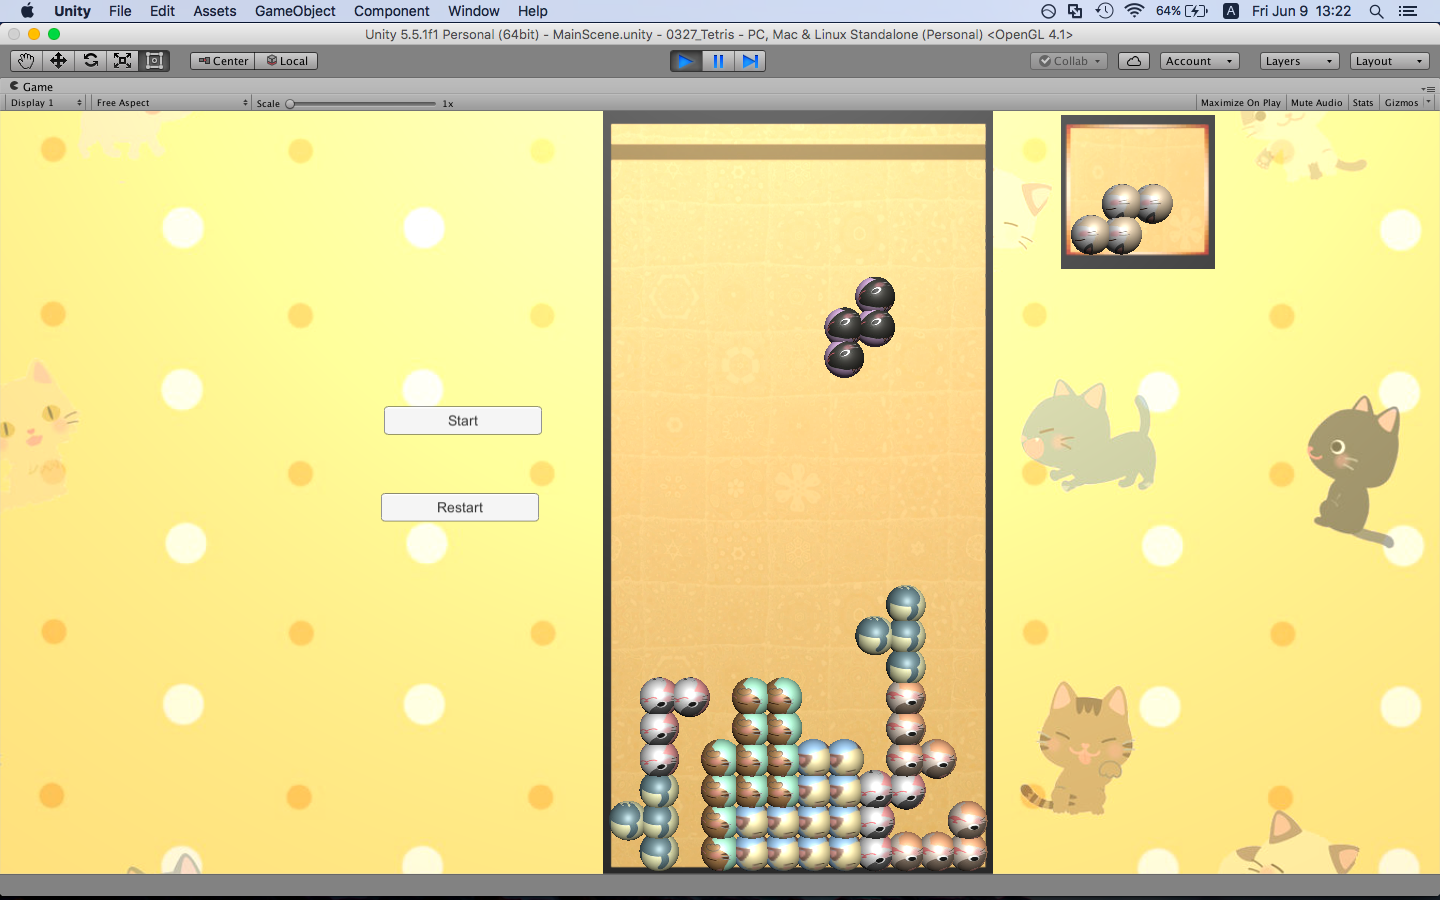 Unity File Edit Assets GameObject Component Window Help 64% A Fri Jun 9 13:22
Unity 5.5.1f1 Personal (64bit) - MainScene.unity - 0327_Tetris - PC, Mac & Linux Standalone (Personal) <OpenGL 4.1>
Center Local Collab Account Layers Layout
Game
Display 1 Free Aspect Scale 1x Maximize On Play Mute Audio Stats Gizmos
Start
Restart